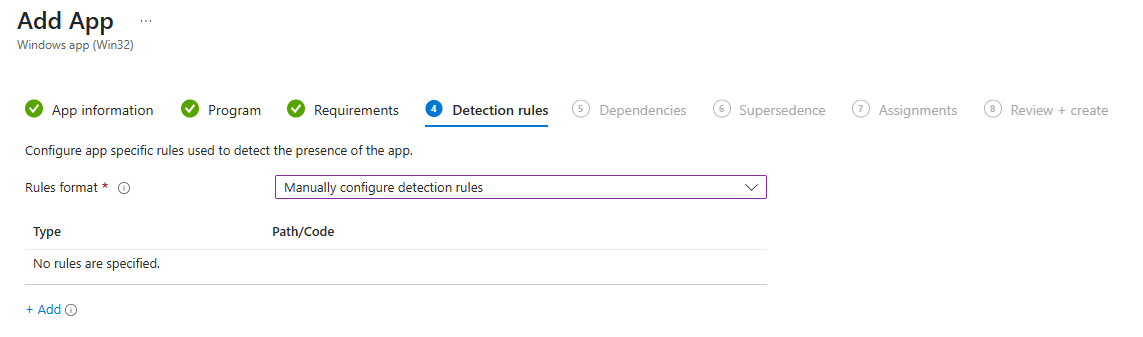 Add App ...
Windows app (Win32)
App information Program Requirements 4 Detection rules 5 Dependencies 6 Supersedence 7 Assignments 8 Review + create
Configure app specific rules used to detect the presence of the app.
Rules format * Manually configure detection rules
Type Path/Code
No rules are specified.
+ Add